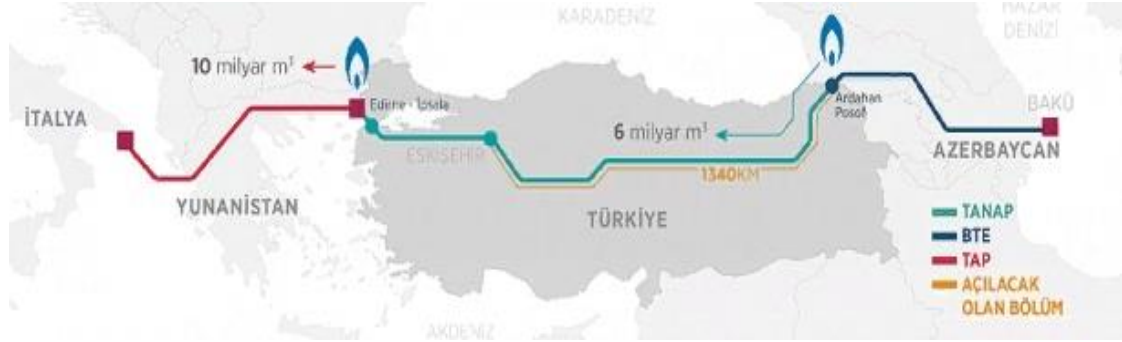 KARADENİZ
HAZAR
DENİZİ
10 milyar m³
Edirne - İpsala
Ardahan
Posof
BAKÜ
İTALYA
6 milyar m³
ESKİŞEHİR
AZERBAYCAN
1340KM
YUNANİSTAN
TÜRKİYE
TANAP
BTE
TAP
AÇILACAK
OLAN BÖLÜM
AKDENİZ